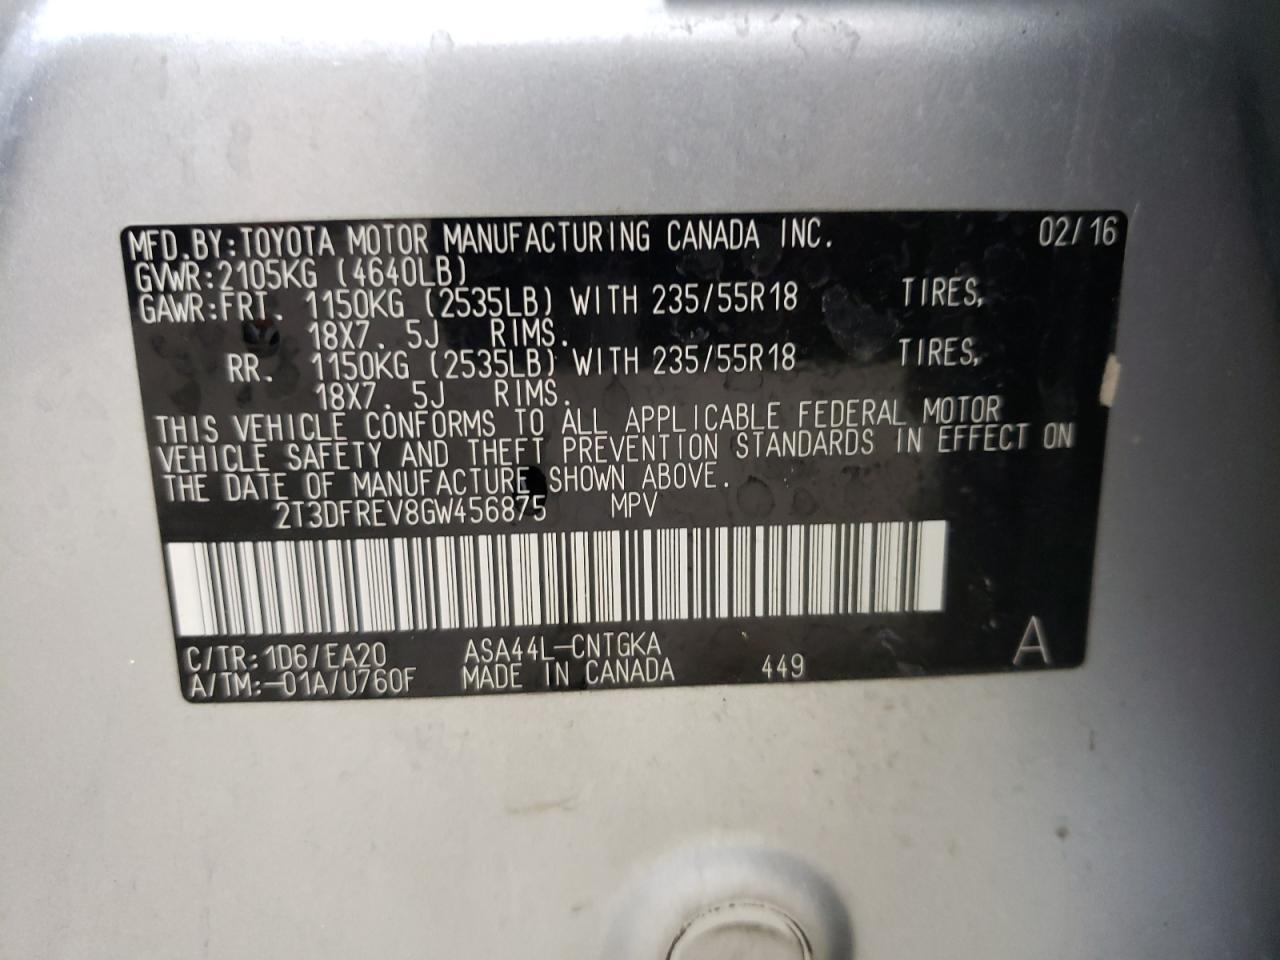 MFD.BY:TOYOTA MOTOR MANUFACTURING CANADA INC. 02/16
GVWR:2105KG (4640LB)
GAWR:FRT. 1150KG (2535LB) WITH 235/55R18 TIRES,
18X7.5J RIMS.
RR. 1150KG (2535LB) WITH 235/55R18 TIRES,
18X7.5J RIMS.
THIS VEHICLE CONFORMS TO ALL APPLICABLE FEDERAL MOTOR
VEHICLE SAFETY AND THEFT PREVENTION STANDARDS IN EFFECT ON
THE DATE OF MANUFACTURE SHOWN ABOVE.
2T3DFREV8GW456875 MPV
C/TR:1D6/EA20 ASA44L-CNTGKA A
A/TM:-01A/U760F MADE IN CANADA 449